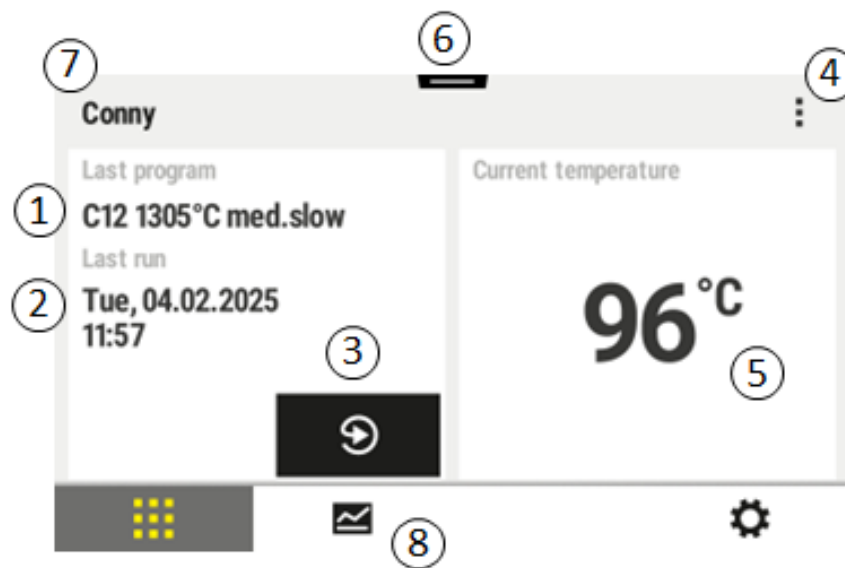 6
7
4
Conny
Last program
Current temperature
1
C12 1305°C med.slow
Last run
2
Tue, 04.02.2025
11:57
96 °C
3
5
8